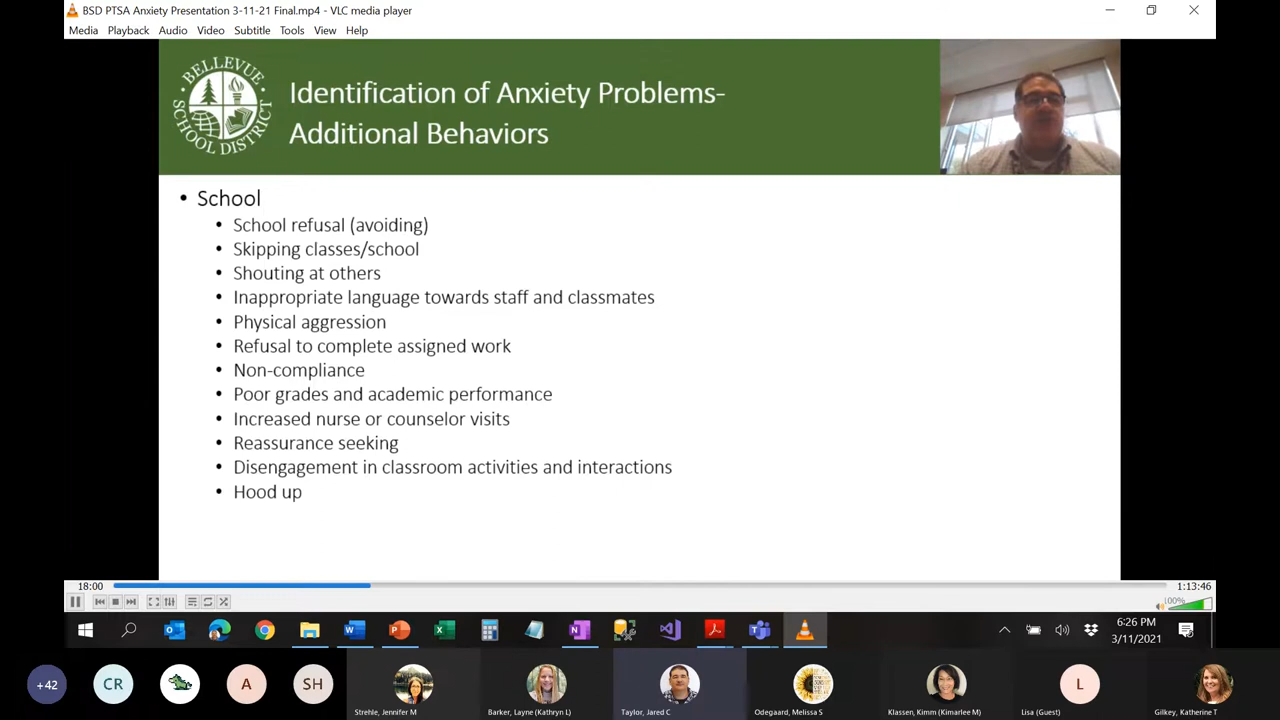 BSD PTSA Anxiety Presentation 3-11-21 Final.mp4 - VLC media player
Media Playback Audio Video Subtitle Tools View Help
BELLEVUE
SCHOOL DISTRICT
Identification of Anxiety Problems-
Additional Behaviors
• School
• School refusal (avoiding)
• Skipping classes/school
• Shouting at others
• Inappropriate language towards staff and classmates
• Physical aggression
• Refusal to complete assigned work
• Non-compliance
• Poor grades and academic performance
• Increased nurse or counselor visits
• Reassurance seeking
• Disengagement in classroom activities and interactions
• Hood up
18:00
1:13:46
100%
6:26 PM
3/11/2021
+42
CR
A
SH
L
Strehle, Jennifer M
Barker, Layne (Kathryn L)
Taylor, Jared C
Odegaard, Melissa S
Klassen, Kimm (Kimarlee M)
Lisa (Guest)
Gilkey, Katherine T